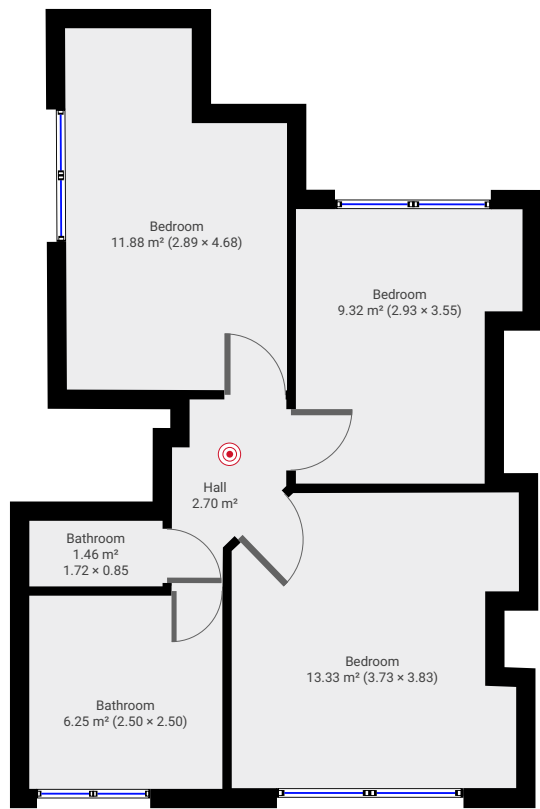 Bedroom
11.88 m² (2.89 × 4.68)
Bedroom
9.32 m² (2.93 × 3.55)
Hall
2.70 m²
Bathroom
1.46 m²
1.72 × 0.85
Bedroom
13.33 m² (3.73 × 3.83)
Bathroom
6.25 m² (2.50 × 2.50)